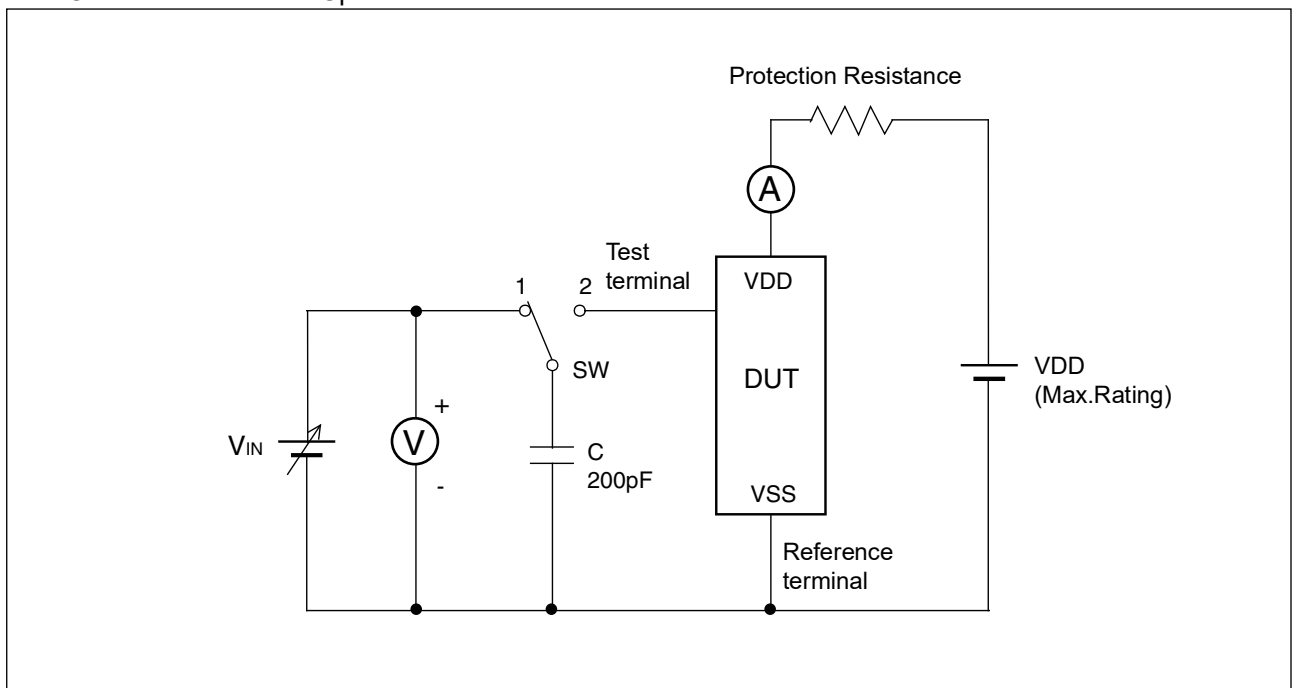 Protection Resistance
A
Test
terminal
1
2
VDD
SW
DUT
VDD
(Max.Rating)
VIN
+
V
-
C
200pF
VSS
Reference
terminal